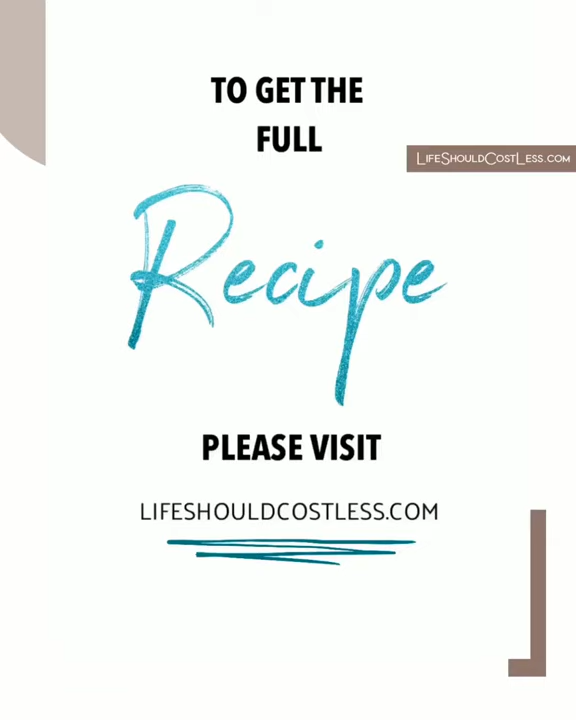 TO GET THE
FULL
LIFESHOULDCOSTLESS.COM
Recipe
PLEASE VISIT
LIFESHOULDCOSTLESS.COM